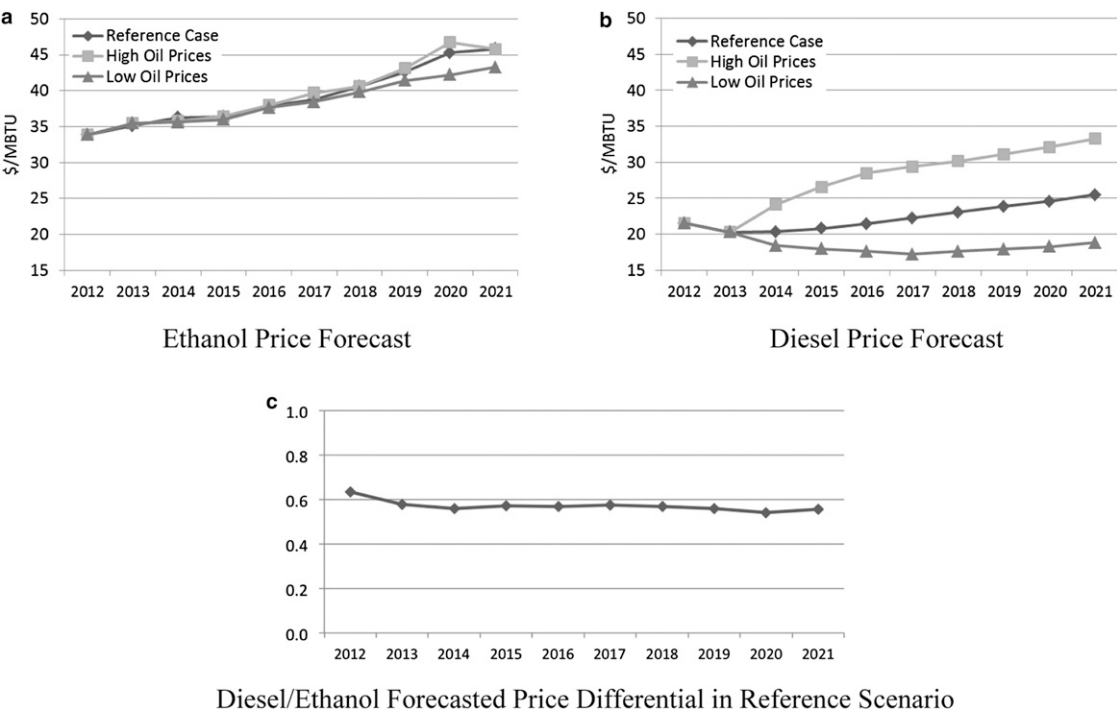 a
50
45
40
35
30
25
20
15
$/MBTU
Reference Case
High Oil Prices
Low Oil Prices
2012 2013 2014 2015 2016 2017 2018 2019 2020 2021
Ethanol Price Forecast
b
50
45
40
35
30
25
20
15
$/MBTU
Reference Case
High Oil Prices
Low Oil Prices
2012 2013 2014 2015 2016 2017 2018 2019 2020 2021
Diesel Price Forecast
c
1.0
0.8
0.6
0.4
0.2
0.0
2012 2013 2014 2015 2016 2017 2018 2019 2020 2021
Diesel/Ethanol Forecasted Price Differential in Reference Scenario